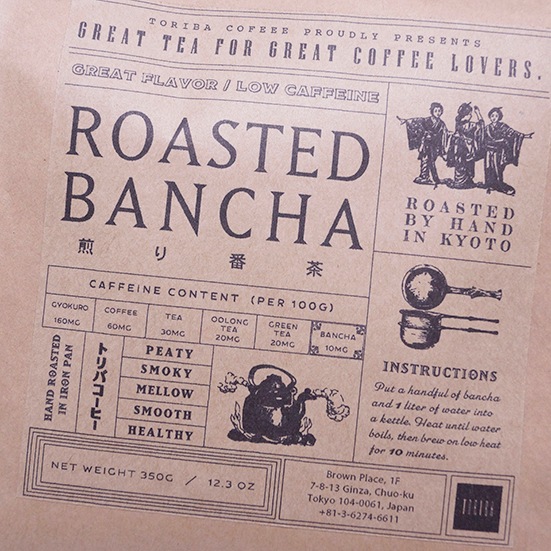 TORIBA COFEEE PROUDLY PRESENTS
GREAT TEA FOR GREAT COFFEE LOVERS.
GREAT FLAVOR / LOW CAFFEINE
ROASTED
BANCHA
煎り番茶
ROASTED
BY HAND
IN KYOTO
CAFFEINE CONTENT (PER 100G)
GYOKURO
160MG
COFFEE
60MG
TEA
30MG
OOLONG
TEA
20MG
GREEN
TEA
20MG
BANCHA
10MG
HAND ROASTED
IN IRON PAN
トリバコーヒー
PEATY
SMOKY
MELLOW
SMOOTH
HEALTHY
INSTRUCTIONS
Put a handful of bancha
and 1 liter of water into
a kettle. Heat until water
boils, then brew on low heat
for 10 minutes.
NET WEIGHT 350G / 12.3 OZ
Brown Place, 1F
7-8-13 Ginza, Chuo-ku
Tokyo 104-0061, Japan
+81-3-6274-6611
TORIBA